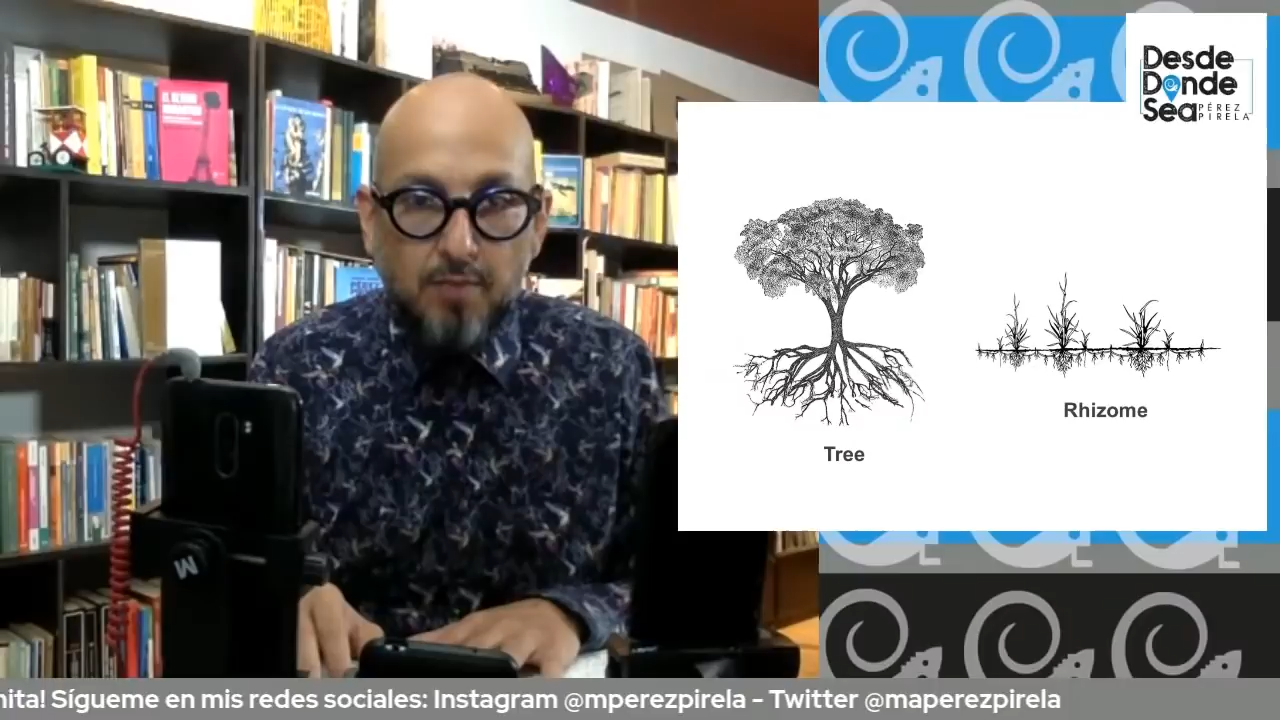 Desde
Donde
Sea
PÉREZ
PIRELA
Rhizome
Tree
nita! Sígueme en mis redes sociales: Instagram @mperezpirela - Twitter @maperezpirela